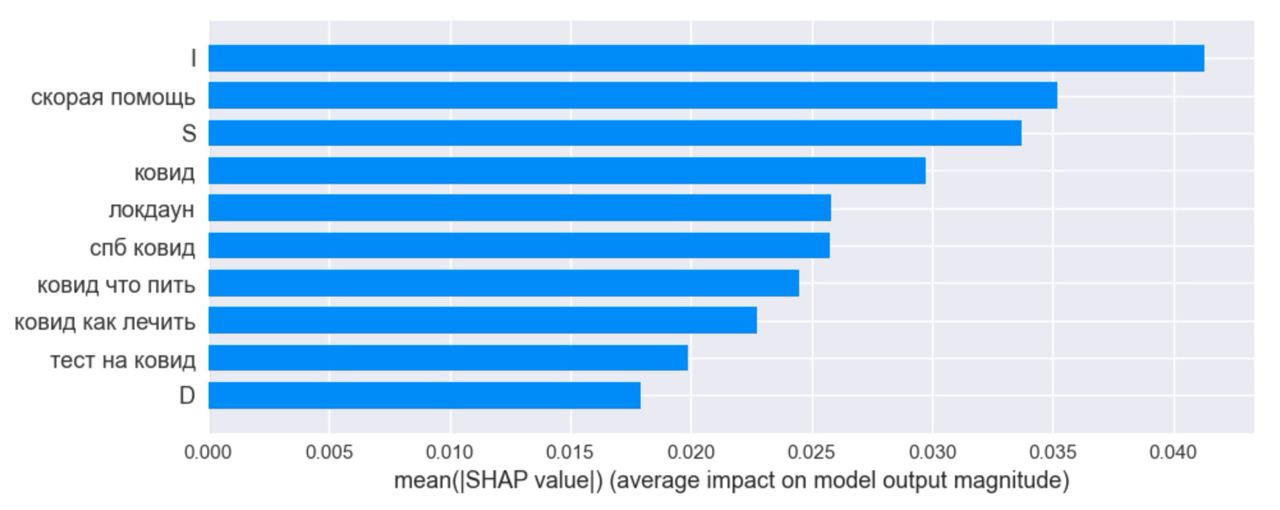 I
скорая помощь
S
ковид
локдаун
спб ковид
ковид что пить
ковид как лечить
тест на ковид
D
0.000 0.005 0.010 0.015 0.020 0.025 0.030 0.035 0.040
mean(|SHAP value|) (average impact on model output magnitude)